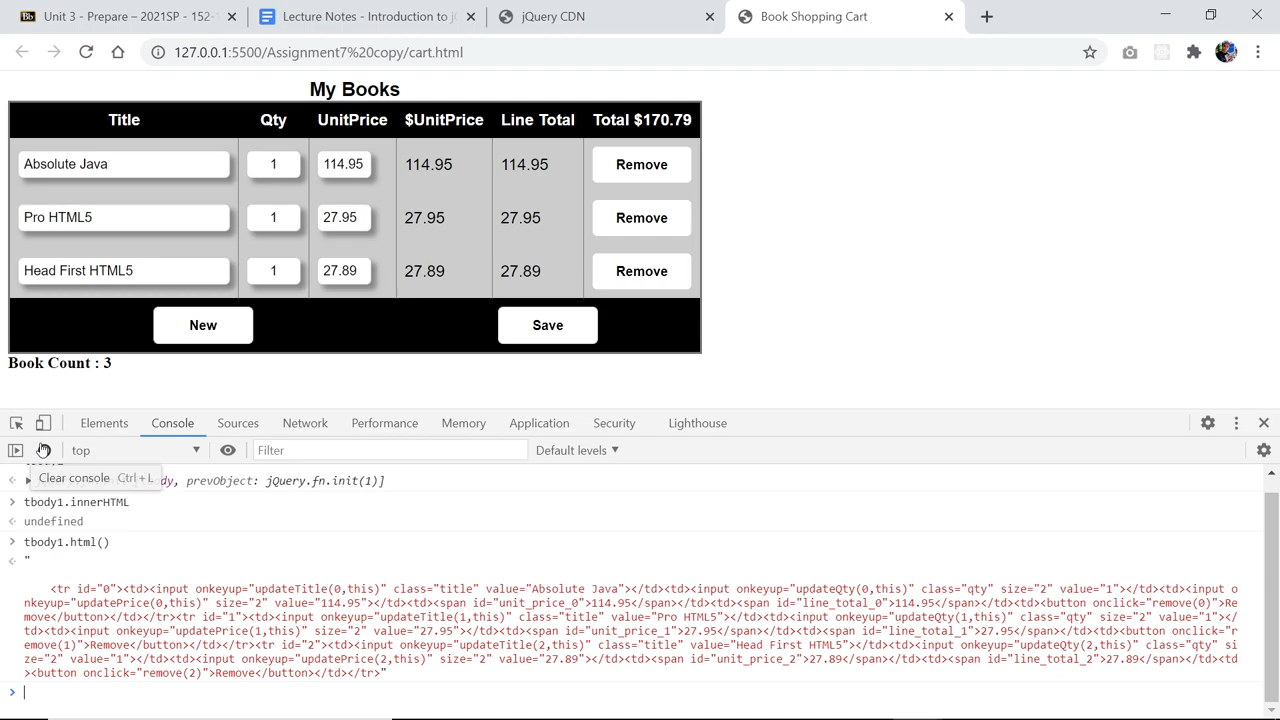 Unit 3 - Prepare – 2021SP - 152-
Lecture Notes - Introduction to jQ
jQuery CDN
Book Shopping Cart
127.0.0.1:5500/Assignment7%20copy/cart.html
My Books
Title Qty UnitPrice $UnitPrice Line Total Total $170.79
Absolute Java 1 114.95 114.95 114.95 Remove
Pro HTML5 1 27.95 27.95 27.95 Remove
Head First HTML5 1 27.89 27.89 27.89 Remove
New Save
Book Count : 3
Elements Console Sources Network Performance Memory Application Security Lighthouse
top Filter Default levels
Clear console Ctrl+L
prevObject: jQuery.fn.init(1)]
tbody1.innerHTML
undefined
tbody1.html()
"
<tr id="0"><td><input onkeyup="updateTitle(0,this)" class="title" value="Absolute Java"></td><td><input onkeyup="updateQty(0,this)" class="qty" size="2" value="1"></td><td><input o
nkeyup="updatePrice(0,this)" size="2" value="114.95"></td><td><span id="unit_price_0">114.95</span></td><td><span id="line_total_0">114.95</span></td><td><button onclick="remove(0)">Re
move</button></td></tr><tr id="1"><td><input onkeyup="updateTitle(1,this)" class="title" value="Pro HTML5"></td><td><input onkeyup="updateQty(1,this)" class="qty" size="2" value="1"></
td><td><input onkeyup="updatePrice(1,this)" size="2" value="27.95"></td><td><span id="unit_price_1">27.95</span></td><td><span id="line_total_1">27.95</span></td><td><button onclick="r
emove(1)">Remove</button></td></tr><tr id="2"><td><input onkeyup="updateTitle(2,this)" class="title" value="Head First HTML5"></td><td><input onkeyup="updateQty(2,this)" class="qty" si
ze="2" value="1"></td><td><input onkeyup="updatePrice(2,this)" size="2" value="27.89"></td><td><span id="unit_price_2">27.89</span></td><td><span id="line_total_2">27.89</span></td><td
><button onclick="remove(2)">Remove</button></td></tr>"